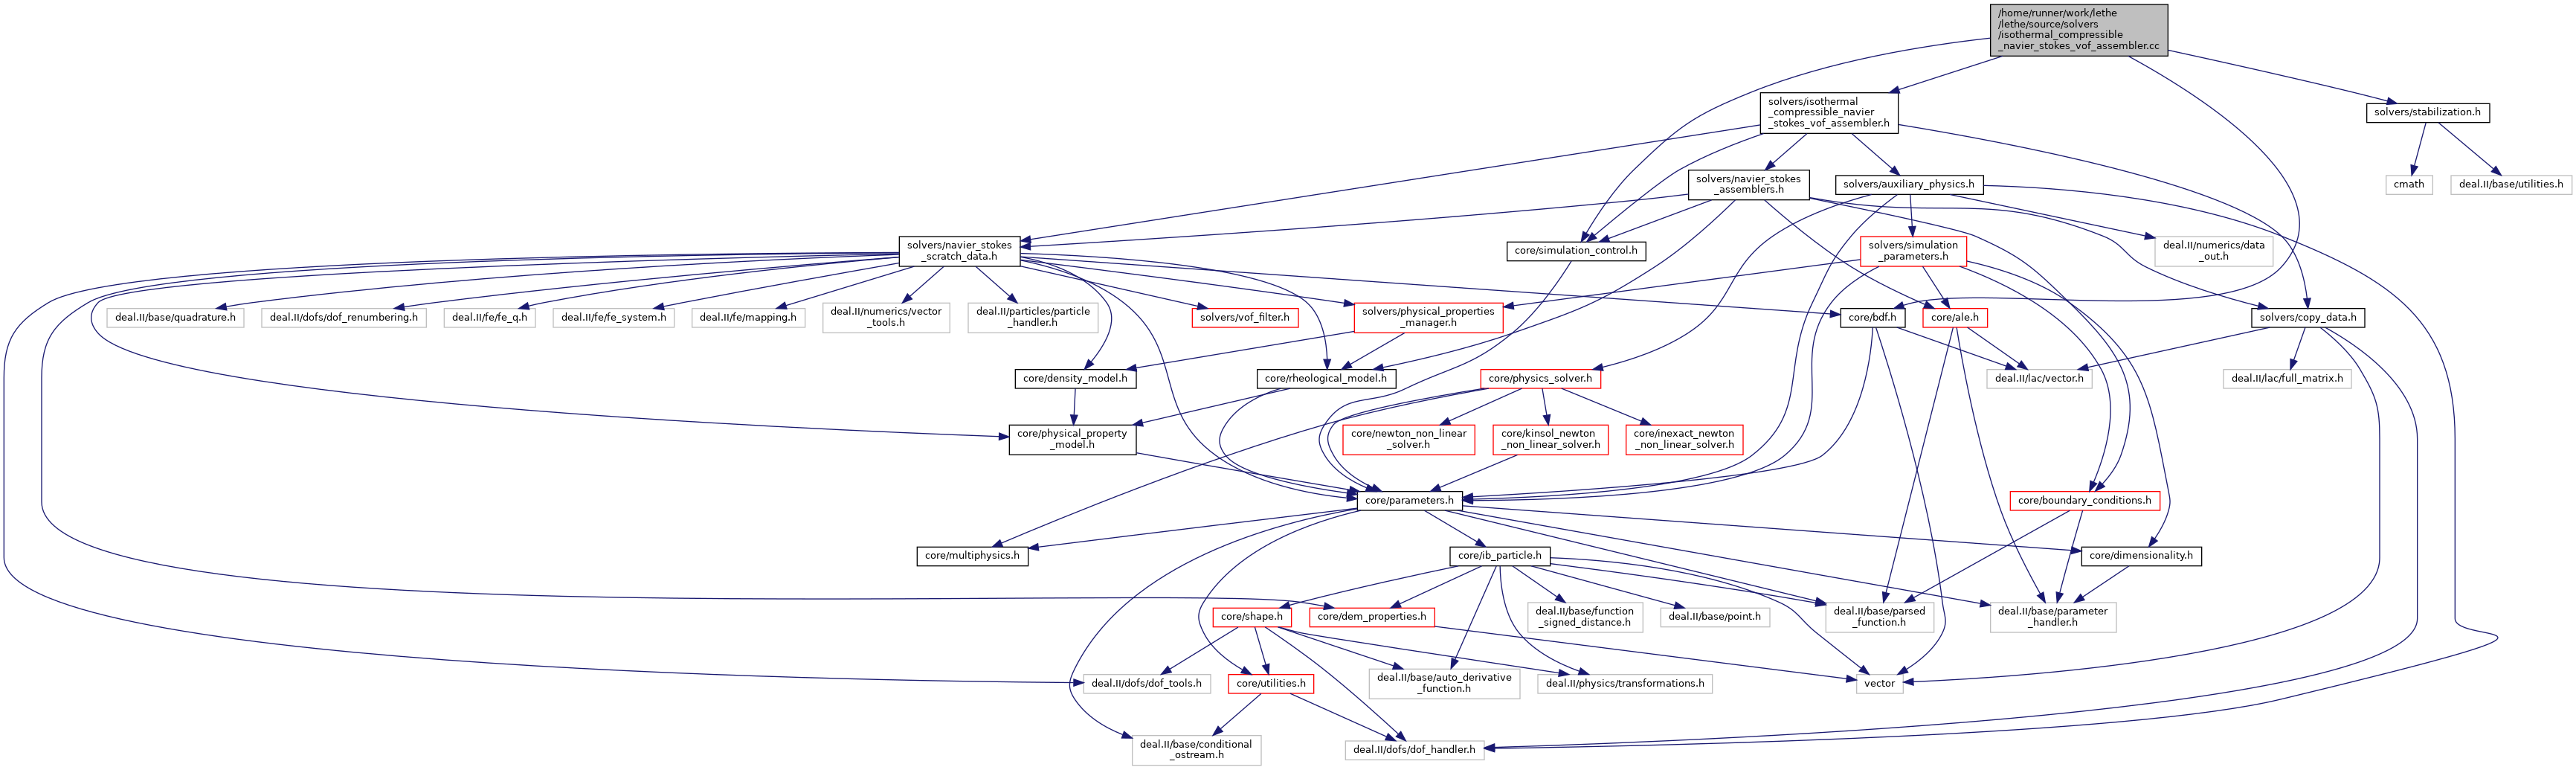 /home/runner/work/lethe
/lethe/source/solvers
/isothermal_compressible
_navier_stokes_vof_assembler.cc
solvers/isothermal
_compressible_navier
_stokes_vof_assembler.h
solvers/stabilization.h
solvers/navier_stokes
_assemblers.h
solvers/auxiliary_physics.h
cmath
deal.II/base/utilities.h
solvers/navier_stokes
_scratch_data.h
core/simulation_control.h
solvers/simulation
_parameters.h
deal.II/numerics/data
_out.h
deal.II/base/quadrature.h
deal.II/dofs/dof_renumbering.h
deal.II/fe/fe_q.h
deal.II/fe/fe_system.h
deal.II/fe/mapping.h
deal.II/numerics/vector
_tools.h
deal.II/particles/particle
_handler.h
solvers/vof_filter.h
solvers/physical_properties
_manager.h
core/bdf.h
core/ale.h
solvers/copy_data.h
core/density_model.h
core/rheological_model.h
core/physics_solver.h
deal.II/lac/vector.h
deal.II/lac/full_matrix.h
core/physical_property
_model.h
core/newton_non_linear
_solver.h
core/kinsol_newton
_non_linear_solver.h
core/inexact_newton
_non_linear_solver.h
core/parameters.h
core/boundary_conditions.h
core/multiphysics.h
core/ib_particle.h
core/dimensionality.h
core/shape.h
core/dem_properties.h
deal.II/base/function
_signed_distance.h
deal.II/base/point.h
deal.II/base/parsed
_function.h
deal.II/base/parameter
_handler.h
deal.II/dofs/dof_tools.h
core/utilities.h
deal.II/base/auto_derivative
_function.h
deal.II/physics/transformations.h
vector
deal.II/base/conditional
_ostream.h
deal.II/dofs/dof_handler.h